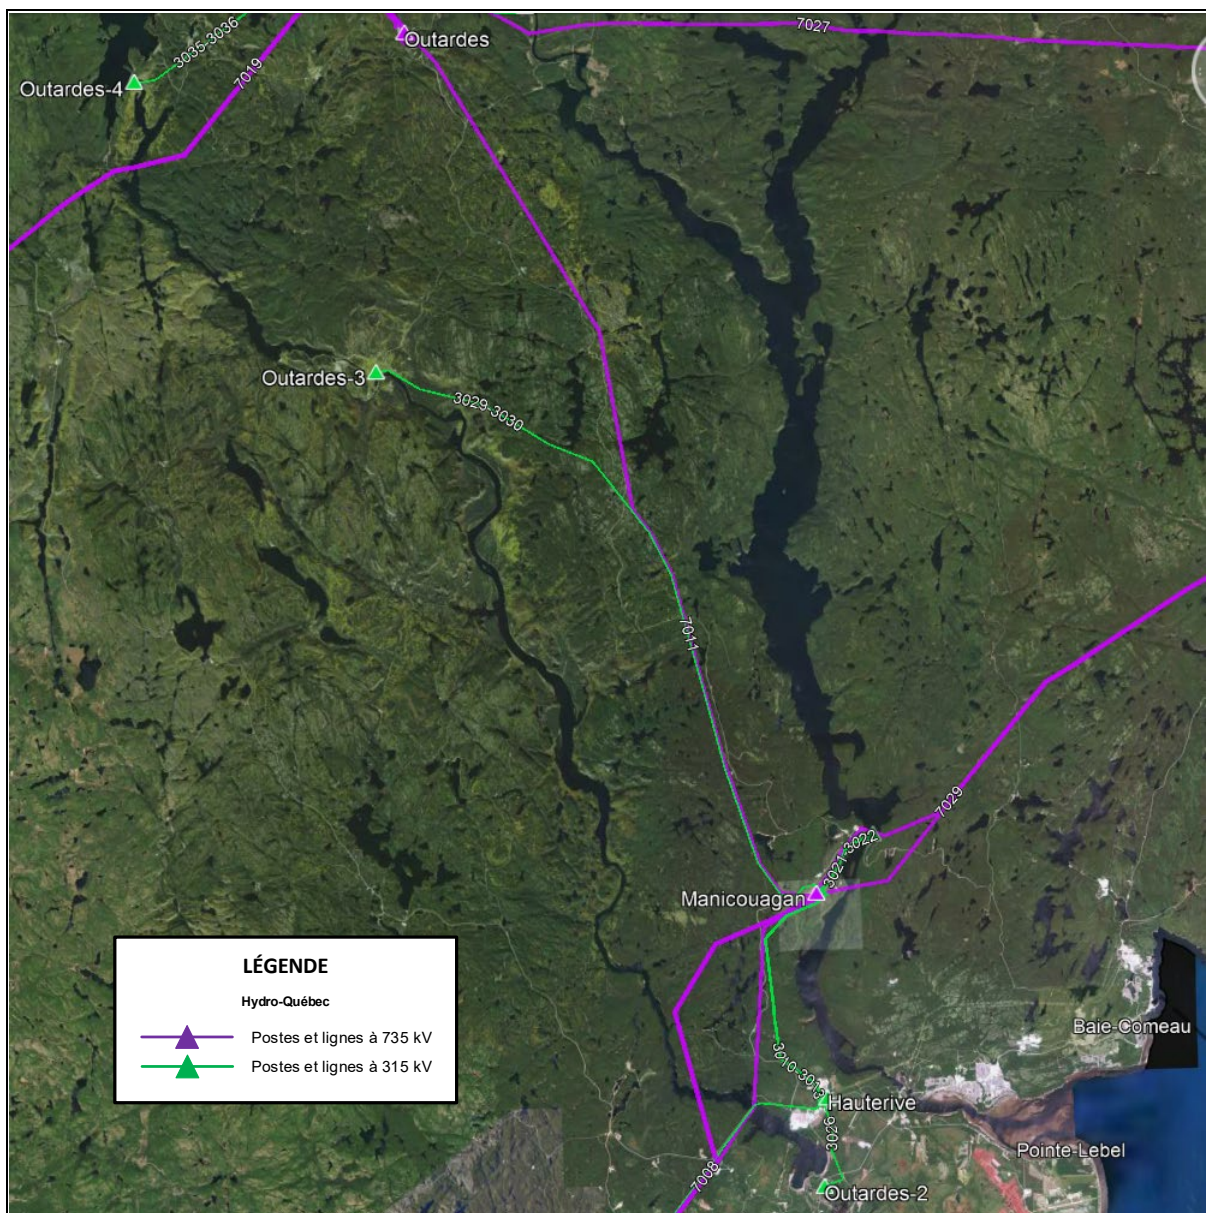 7027
3035-3036
Outardes
7019
Outardes-4
Outardes-3
3029-3030
7011
7029
3021-3022
Manicouagan
LÉGENDE
Hydro-Québec
Postes et lignes à 735 kV
Postes et lignes à 315 kV
Baie-Comeau
3010-3013
Hauterive
3026
Pointe-Lebel
7008
Outardes-2